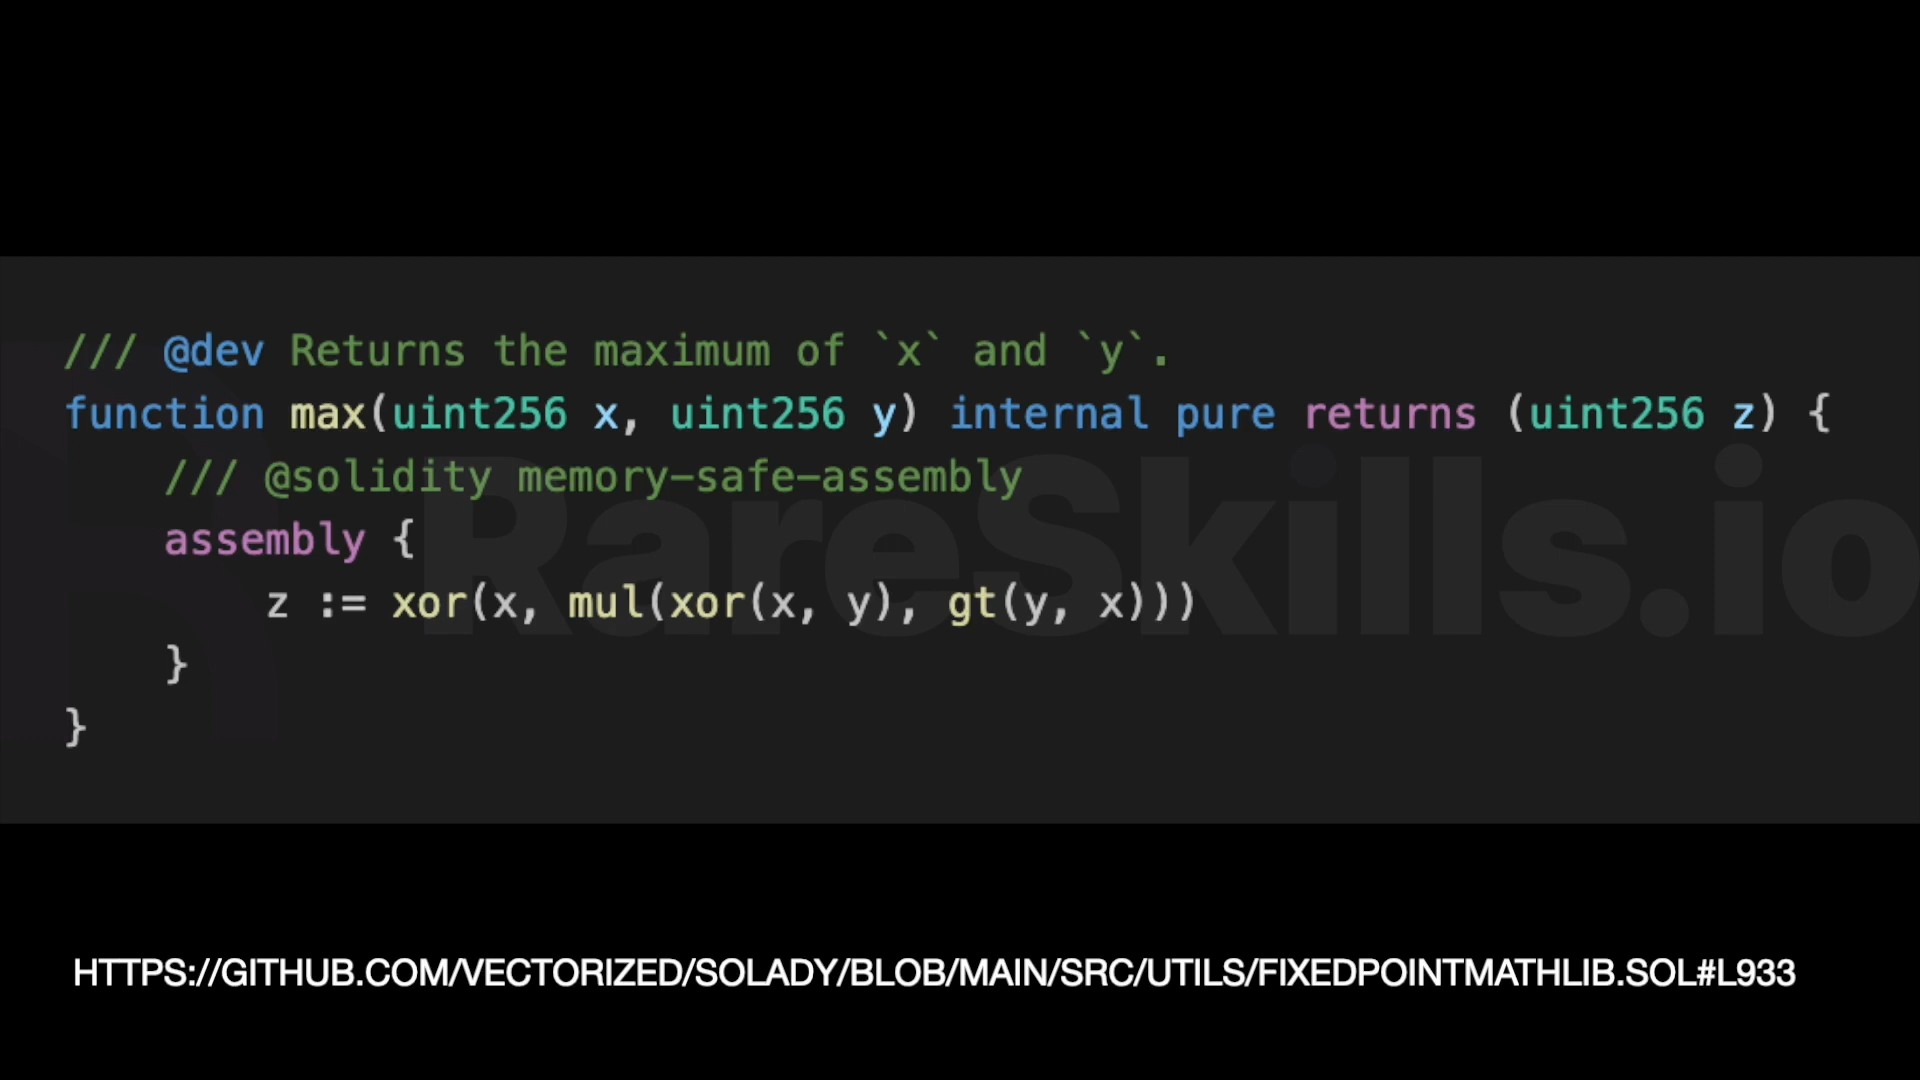 /// @dev Returns the maximum of `x` and `y`.
function max(uint256 x, uint256 y) internal pure returns (uint256 z) {
    /// @solidity memory-safe-assembly
    assembly {
        z := xor(x, mul(xor(x, y), gt(y, x)))
    }
}
RareSkills.io
HTTPS://GITHUB.COM/VECTORIZED/SOLADY/BLOB/MAIN/SRC/UTILS/FIXEDPOINTMATHLIB.SOL#L933